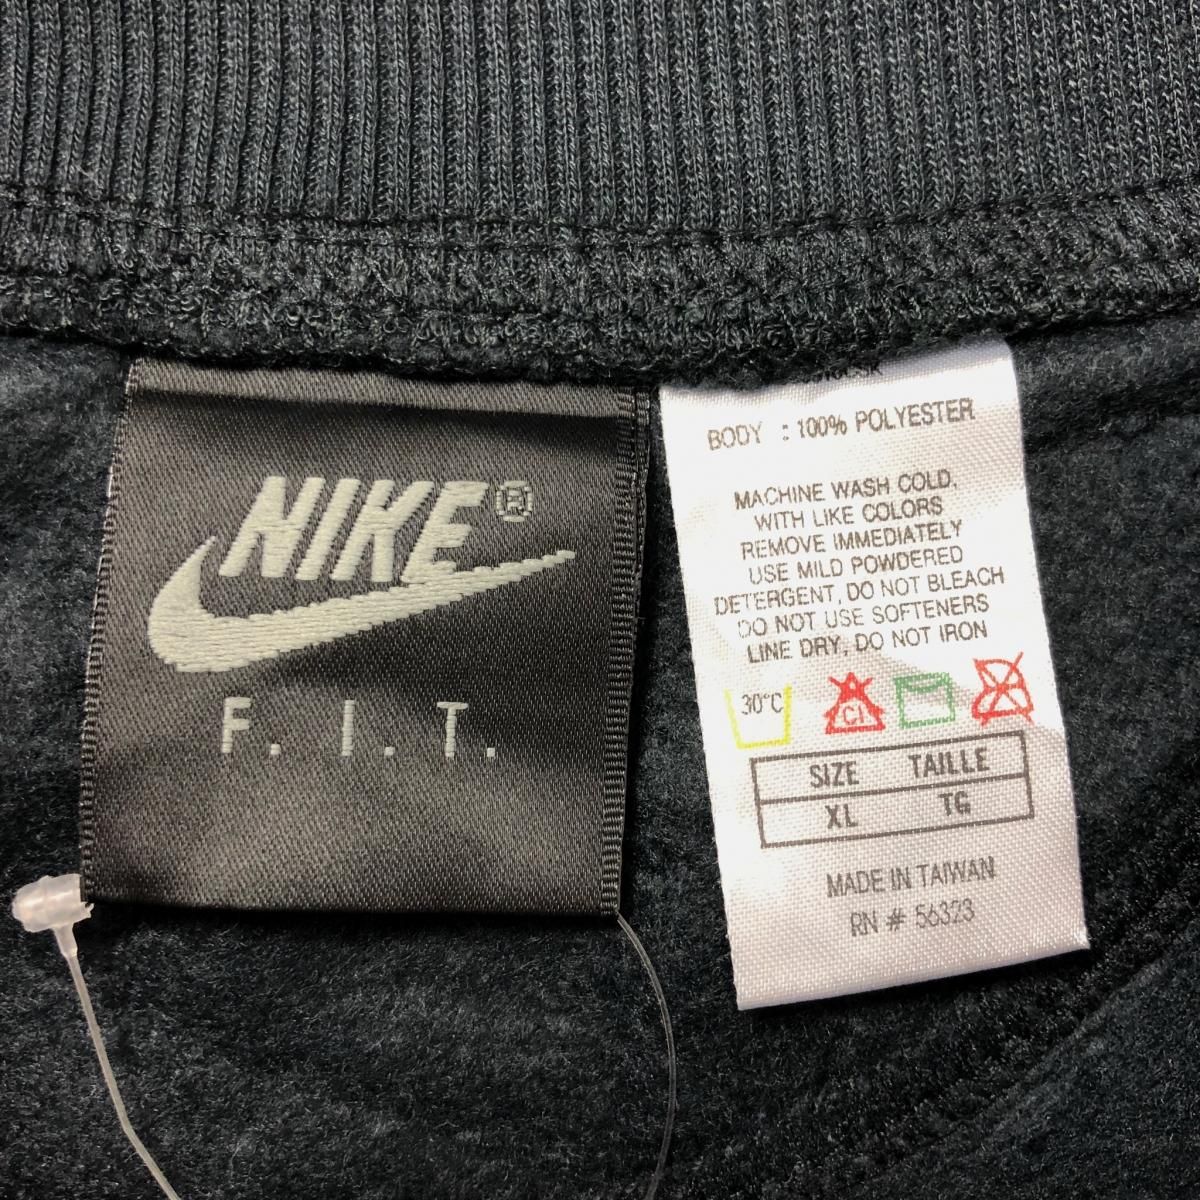 NIKE®
F. I. T.
BODY : 100% POLYESTER
MACHINE WASH COLD,
WITH LIKE COLORS
REMOVE IMMEDIATELY
USE MILD POWDERED
DETERGENT, DO NOT BLEACH
DO NOT USE SOFTENERS
LINE DRY, DO NOT IRON
30°C
Cl
SIZE TAILLE
XL TG
MADE IN TAIWAN
RN # 56323